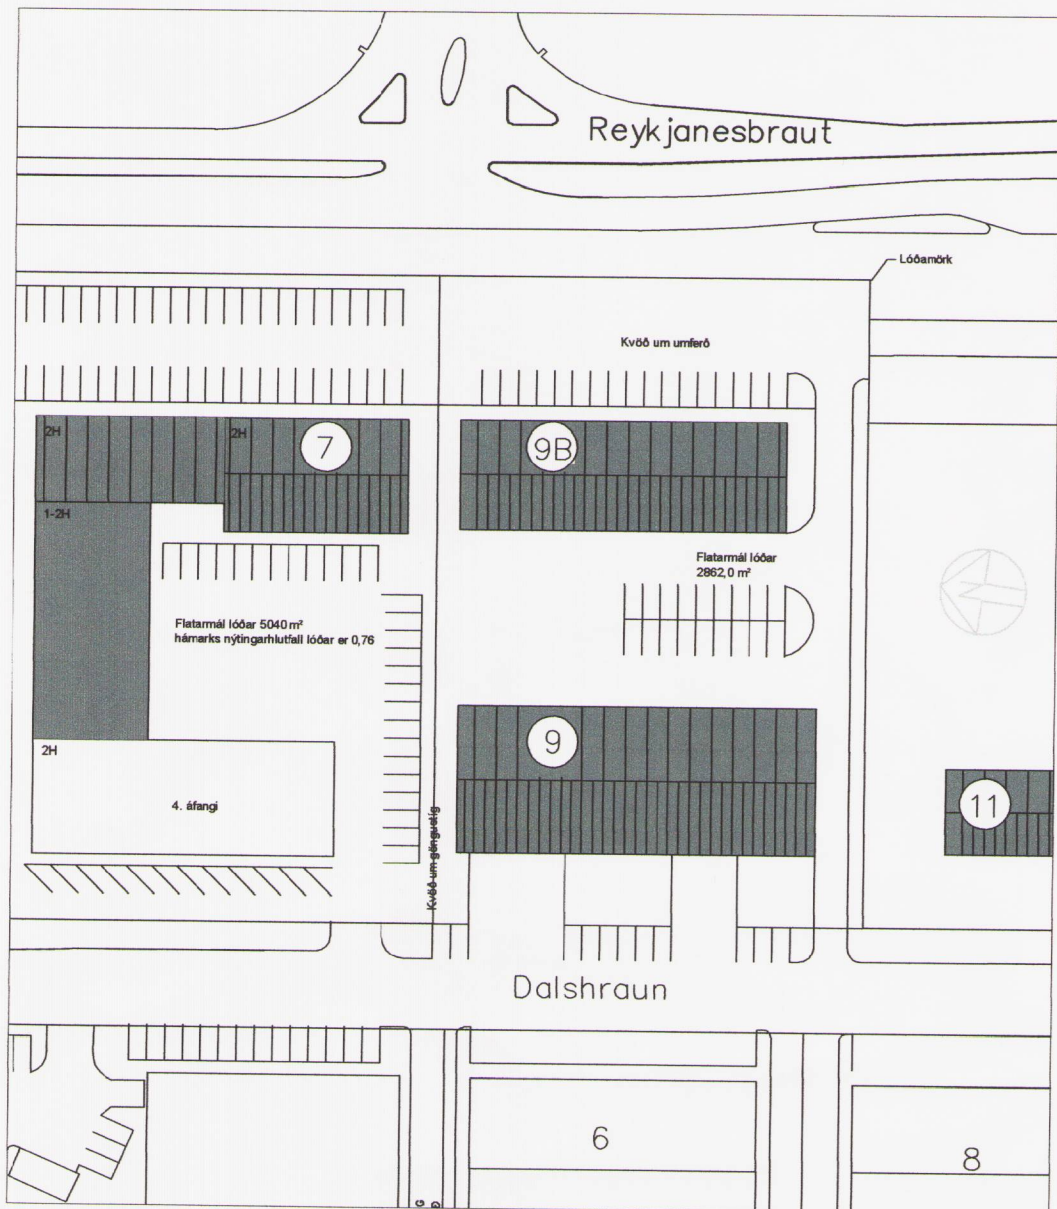 Reykjanesbraut
Lóðamörk
Kvöð um umferð
2H
2H
7
9B
1-2H
Flatarmál lóðar
2862,0 m²
Flatarmál lóðar 5040 m²
hámarks nýtingarhlutfall lóðar er 0,76
9
2H
4. áfangi
11
Kvöð um göngustíg
Dalshraun
6
8